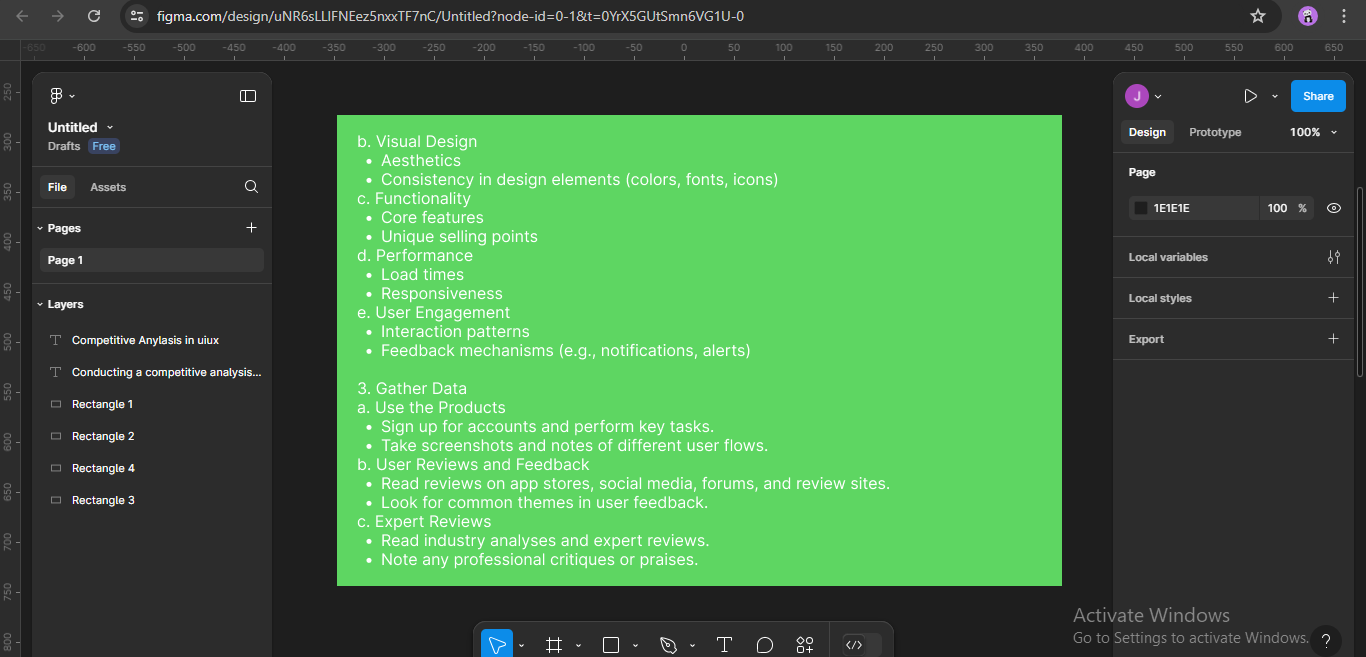 figma.com/design/uNR6sLLIFNEez5nxxTF7nC/Untitled?node-id=0-1&t=0YrX5GUtSmn6VG1U-0
-650 -600 -550 -500 -450 -400 -350 -300 -250 -200 -150 -100 -50 0 50 100 150 200 250 300 350 400 450 500 550 600 650
250
300
350
400
450
500
550
600
650
700
750
800
Untitled
Drafts Free
File Assets
Pages
Page 1
Layers
Competitive Anylasis in uiux
Conducting a competitive analysis...
Rectangle 1
Rectangle 2
Rectangle 4
Rectangle 3
b. Visual Design
• Aesthetics
• Consistency in design elements (colors, fonts, icons)
c. Functionality
• Core features
• Unique selling points
d. Performance
• Load times
• Responsiveness
e. User Engagement
• Interaction patterns
• Feedback mechanisms (e.g., notifications, alerts)
3. Gather Data
a. Use the Products
• Sign up for accounts and perform key tasks.
• Take screenshots and notes of different user flows.
b. User Reviews and Feedback
• Read reviews on app stores, social media, forums, and review sites.
• Look for common themes in user feedback.
c. Expert Reviews
• Read industry analyses and expert reviews.
• Note any professional critiques or praises.
J
Share
Design Prototype 100%
Page
1E1E1E 100 %
Local variables
Local styles
Export
Activate Windows
Go to Settings to activate Windows.
?